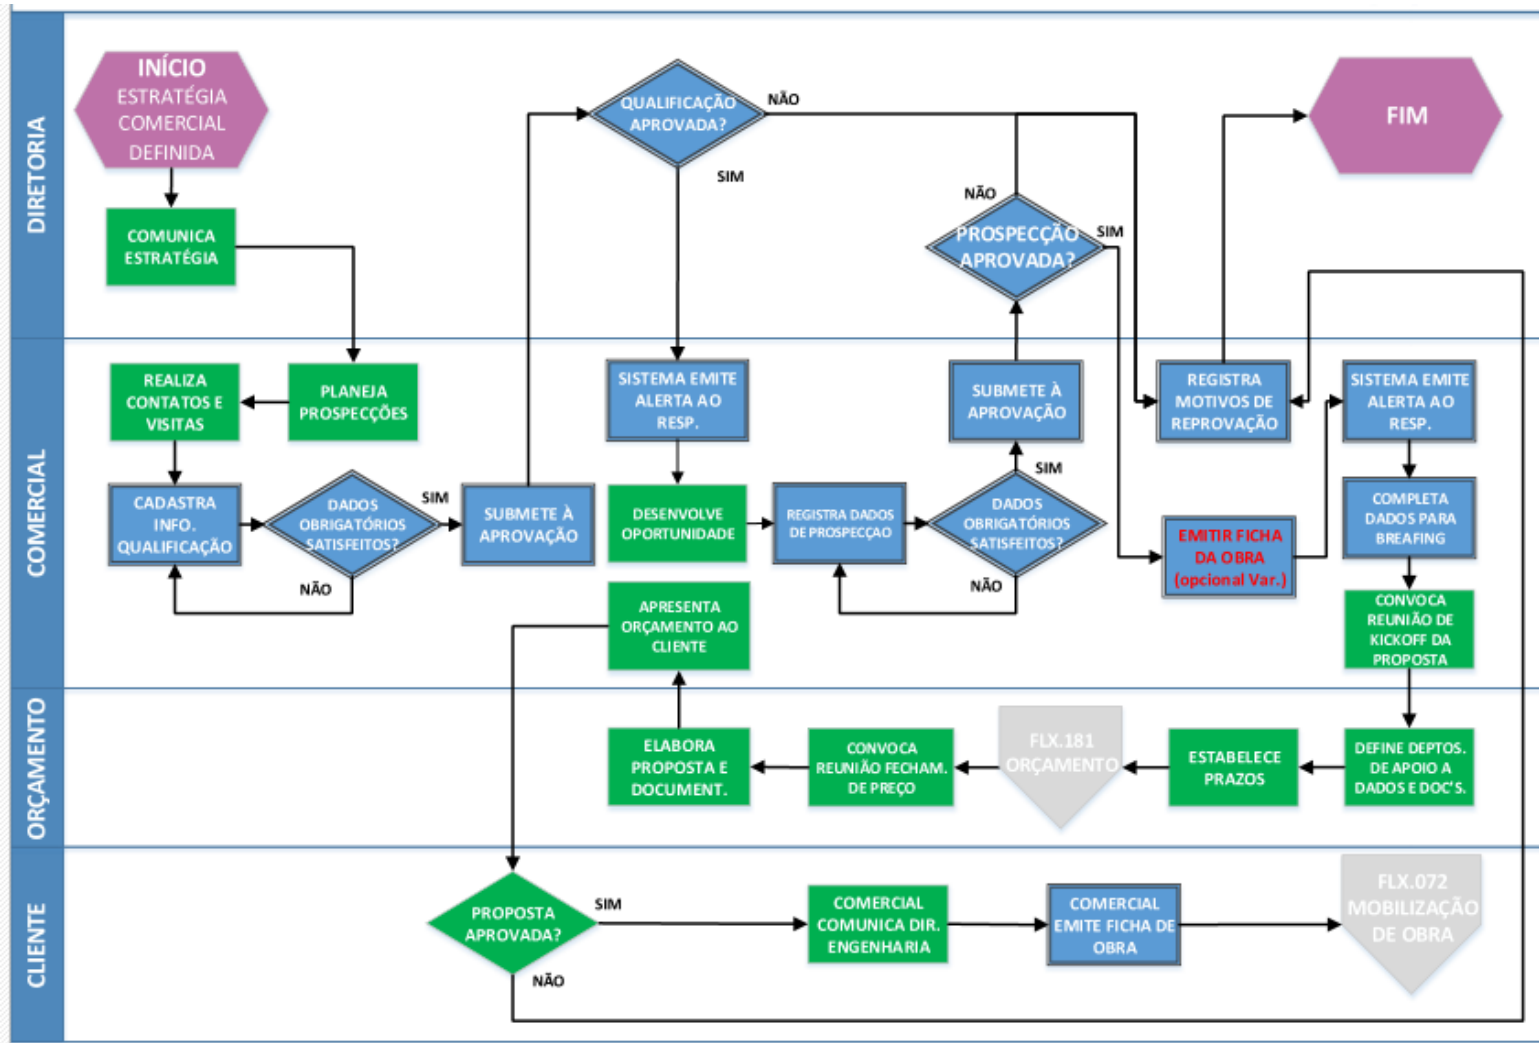 DIRETORIA
INÍCIO
ESTRATÉGIA
COMERCIAL
DEFINIDA
COMUNICA
ESTRATÉGIA
QUALIFICAÇÃO
APROVADA?
NÃO
SIM
NÃO
PROSPECÇÃO
APROVADA?
SIM
FIM
COMERCIAL
REALIZA
CONTATOS E
VISITAS
PLANEJA
PROSPECÇÕES
CADASTRA
INFO.
QUALIFICAÇÃO
DADOS
OBRIGATÓRIOS
SATISFEITOS?
SIM
NÃO
SUBMETE À
APROVAÇÃO
SISTEMA EMITE
ALERTA AO
RESP.
DESENVOLVE
OPORTUNIDADE
REGISTRA DADOS
DE PROSPECÇAO
DADOS
OBRIGATÓRIOS
SATISFEITOS?
SIM
NÃO
SUBMETE À
APROVAÇÃO
REGISTRA
MOTIVOS DE
REPROVAÇÃO
EMITIR FICHA
DA OBRA
(opcional Var.)
SISTEMA EMITE
ALERTA AO
RESP.
COMPLETA
DADOS PARA
BREAFING
CONVOCA
REUNIÃO DE
KICKOFF DA
PROPOSTA
APRESENTA
ORÇAMENTO AO
CLIENTE
ORÇAMENTO
ELABORA
PROPOSTA E
DOCUMENT.
CONVOCA
REUNIÃO FECHAM.
DE PREÇO
FLX.181
ORÇAMENTO
ESTABELECE
PRAZOS
DEFINE DEPTOS.
DE APOIO A
DADOS E DOC'S.
CLIENTE
PROPOSTA
APROVADA?
SIM
NÃO
COMERCIAL
COMUNICA DIR.
ENGENHARIA
COMERCIAL
EMITE FICHA DE
OBRA
FLX.072
MOBILIZAÇÃO
DE OBRA